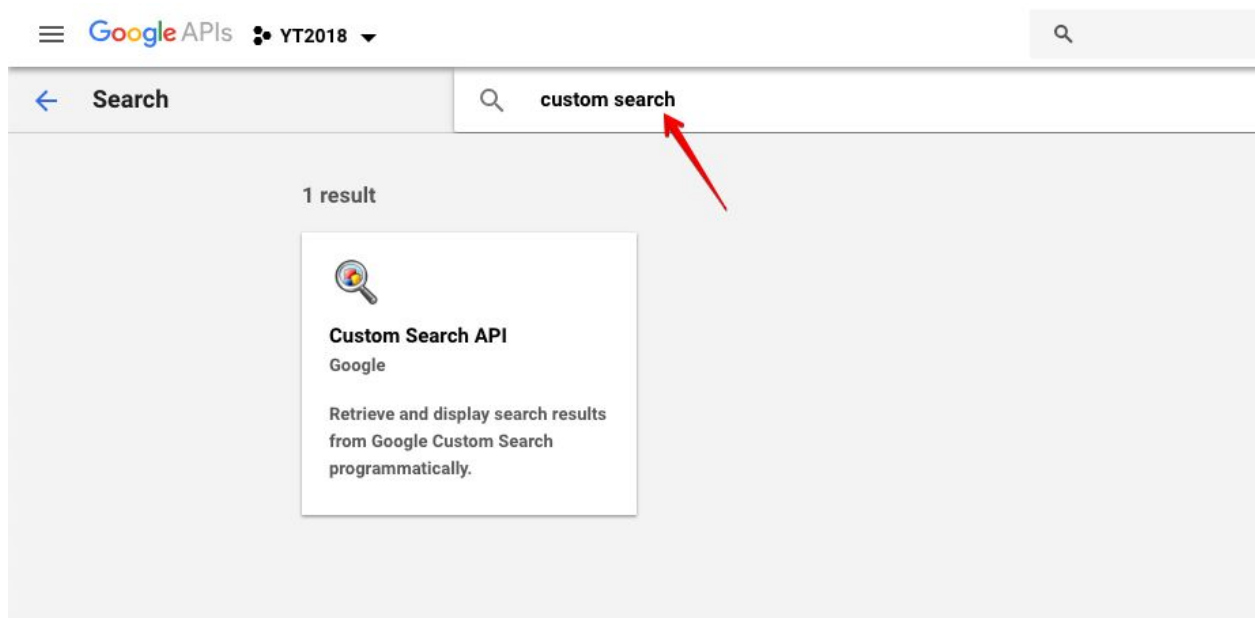 Google APIs YT2018
Search custom search
1 result
Custom Search API
Google
Retrieve and display search results
from Google Custom Search
programmatically.